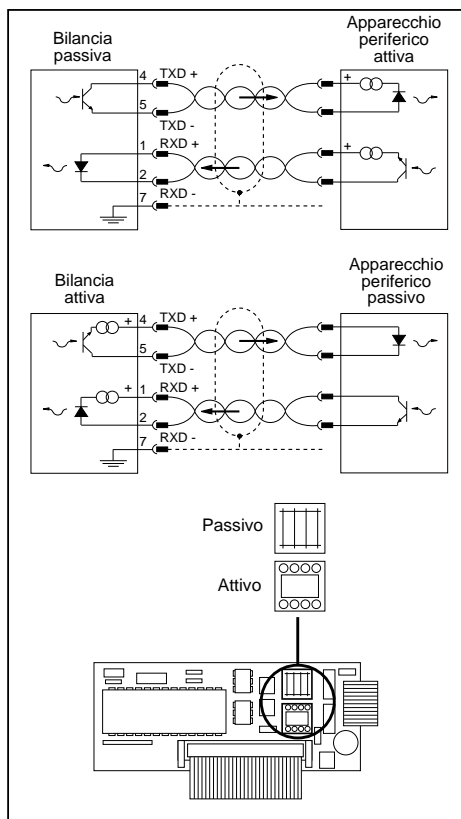 Bilancia
passiva
Apparecchio
periferico
attiva
4 TXD + +
5
TXD -
1 RXD + +
2
7 RXD -
Bilancia
attiva
Apparecchio
periferico
passivo
+ 4 TXD +
5
TXD -
+ 1 RXD +
2
7 RXD -
Passivo
Attivo